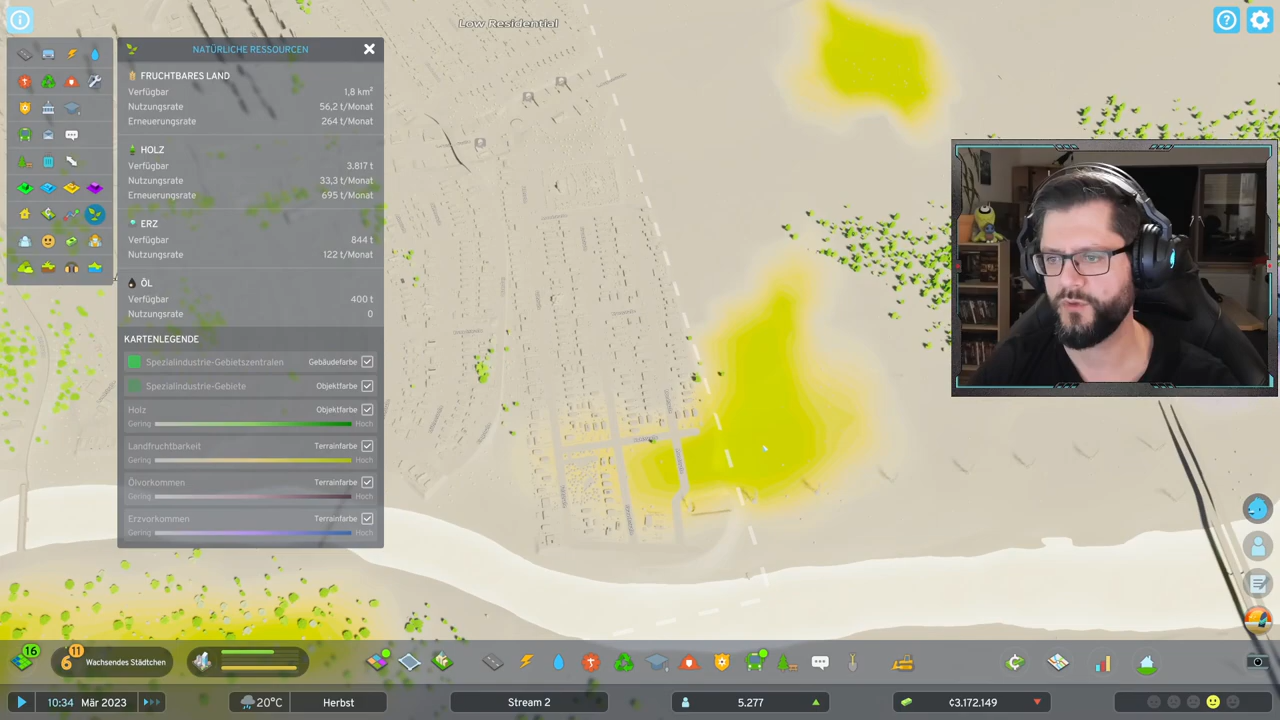 Low Residential
NATÜRLICHE RESSOURCEN
FRUCHTBARES LAND
Verfügbar 1,8 km²
Nutzungsrate 56,2 t/Monat
Erneuerungsrate 264 t/Monat
HOLZ
Verfügbar 3.817 t
Nutzungsrate 33,3 t/Monat
Erneuerungsrate 695 t/Monat
ERZ
Verfügbar 844 t
Nutzungsrate 122 t/Monat
ÖL
Verfügbar 400 t
Nutzungsrate 0
KARTENLEGENDE
Spezialindustrie-Gebietszentralen Gebäudefarbe
Spezialindustrie-Gebiete Objektfarbe
Holz Objektfarbe
Gering Hoch
Landfruchtbarkeit Terrainfarbe
Gering Hoch
Ölvorkommen Terrainfarbe
Gering Hoch
Erzvorkommen Terrainfarbe
Gering Hoch
16
11
6 Wachsendes Städtchen
10:34 Mär 2023 20°C Herbst Stream 2 5.277 ¢3.172.149